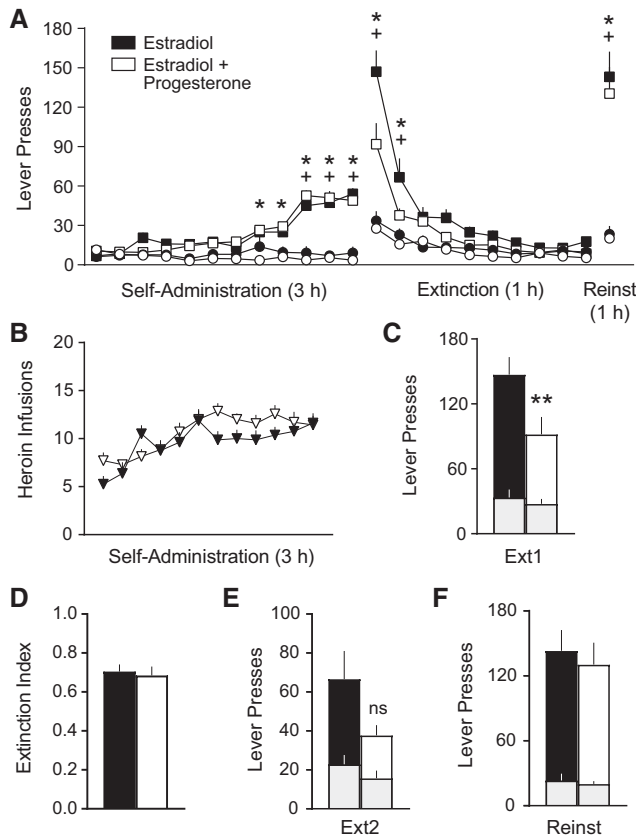 A
180
150
120
90
60
30
0
Lever Presses
Estradiol
Estradiol +
Progesterone
* +
* +
* +
* * * * *
+ + +
Self-Administration (3 h)
Extinction (1 h)
Reinst
(1 h)
B
20
15
10
5
0
Heroin Infusions
Self-Administration (3 h)
C
180
120
60
0
Lever Presses
**
Ext1
D
1.0
0.8
0.6
0.4
0.2
0.0
Extinction Index
E
100
80
60
40
20
0
Lever Presses
ns
Ext2
F
180
120
60
0
Lever Presses
Reinst